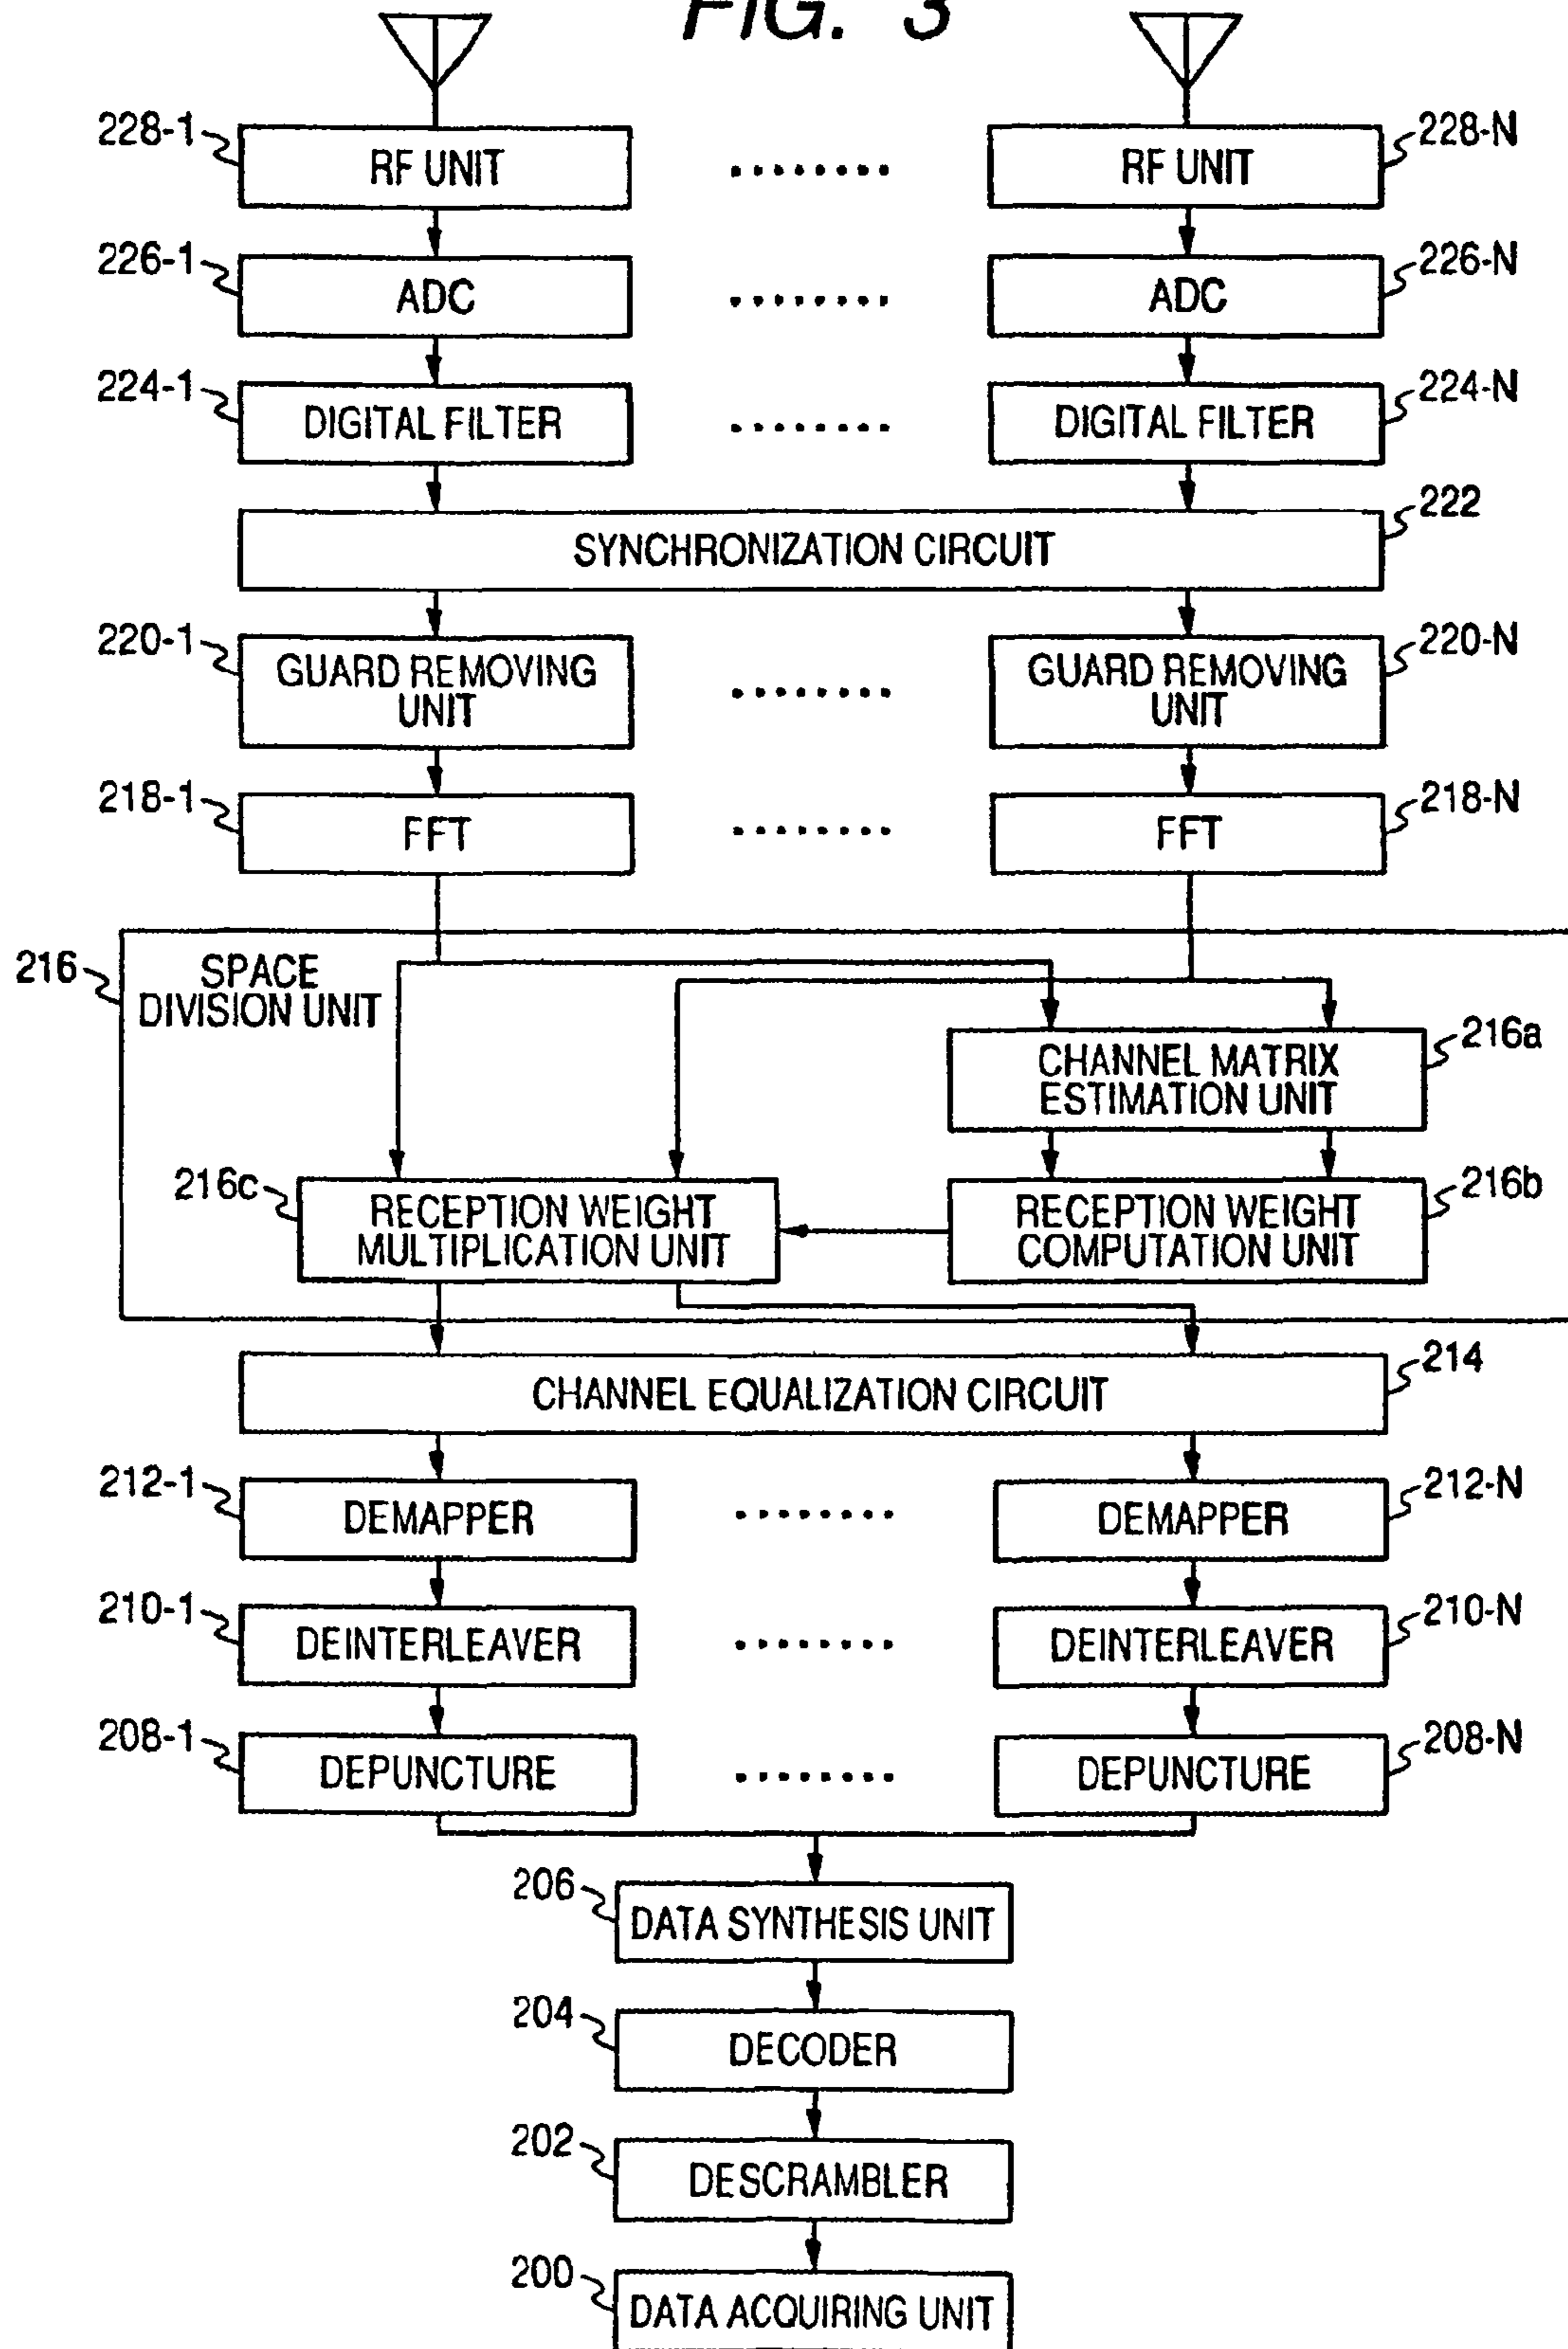 FIG. 3
228-1
RF UNIT
........
RF UNIT
228-N
226-1
ADC
........
ADC
226-N
224-1
DIGITAL FILTER
........
DIGITAL FILTER
224-N
222
SYNCHRONIZATION CIRCUIT
220-1
GUARD REMOVING
UNIT
........
GUARD REMOVING
UNIT
220-N
218-1
FFT
........
FFT
218-N
216
SPACE
DIVISION UNIT
CHANNEL MATRIX
ESTIMATION UNIT
216a
216c
RECEPTION WEIGHT
MULTIPLICATION UNIT
RECEPTION WEIGHT
COMPUTATION UNIT
216b
214
CHANNEL EQUALIZATION CIRCUIT
212-1
DEMAPPER
........
DEMAPPER
212-N
210-1
DEINTERLEAVER
........
DEINTERLEAVER
210-N
208-1
DEPUNCTURE
........
DEPUNCTURE
208-N
206
DATA SYNTHESIS UNIT
204
DECODER
202
DESCRAMBLER
200
DATA ACQUIRING UNIT